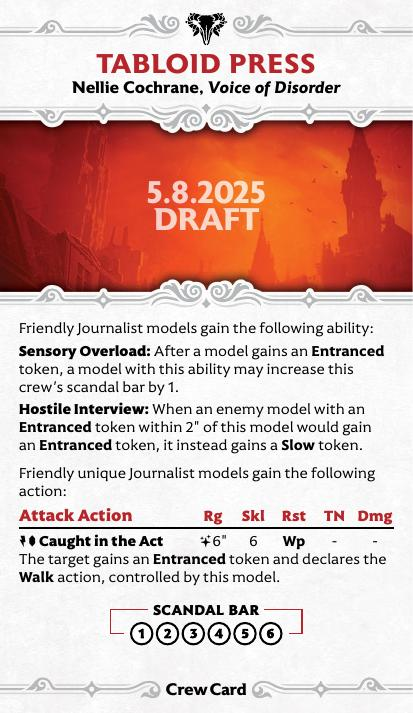 TABLOID PRESS
Nellie Cochrane, Voice of Disorder
5.8.2025
DRAFT
Friendly Journalist models gain the following ability:
Sensory Overload: After a model gains an Entranced
token, a model with this ability may increase this
crew's scandal bar by 1.
Hostile Interview: When an enemy model with an
Entranced token within 2" of this model would gain
an Entranced token, it instead gains a Slow token.
Friendly unique Journalist models gain the following
action:
Attack Action Rg Skl Rst TN Dmg
Caught in the Act 6" 6 Wp - -
The target gains an Entranced token and declares the
Walk action, controlled by this model.
SCANDAL BAR
1 2 3 4 5 6
Crew Card